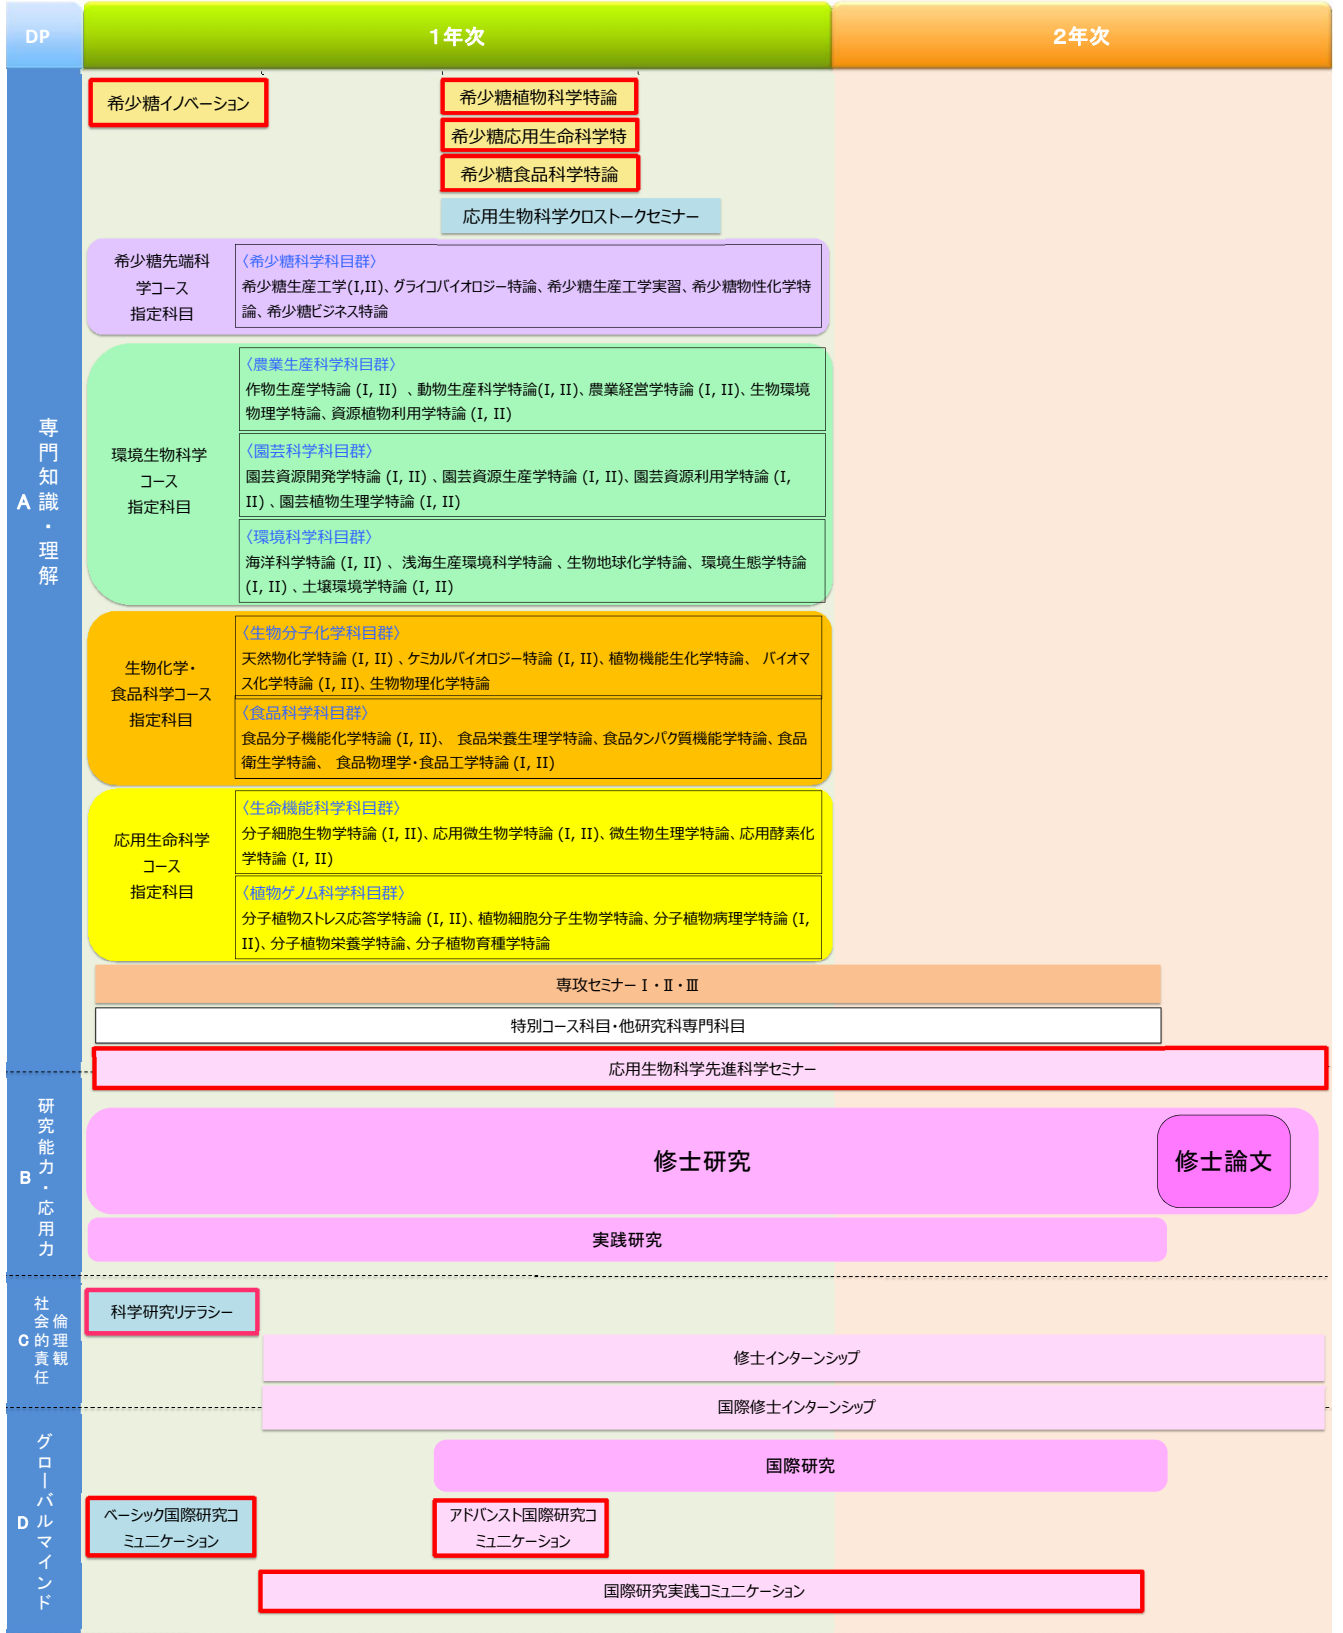 DP
1年次
2年次
A
専門知識・理解
希少糖イノベーション
希少糖植物科学特論
希少糖応用生命科学特
希少糖食品科学特論
応用生物科学クロストークセミナー
希少糖先端科
学コース
指定科目
〈希少糖科学科目群〉
希少糖生産工学(I,II)、グライコバイオロジー特論、希少糖生産工学実習、希少糖物性化学特
論、希少糖ビジネス特論
環境生物科学
コース
指定科目
〈農業生産科学科目群〉
作物生産学特論 (I, II) 、動物生産科学特論(I, II)、農業経営学特論 (I, II)、生物環境
物理学特論、資源植物利用学特論 (I, II)
〈園芸科学科目群〉
園芸資源開発学特論 (I, II) 、園芸資源生産学特論 (I, II)、園芸資源利用学特論 (I,
II) 、園芸植物生理学特論 (I, II)
〈環境科学科目群〉
海洋科学特論 (I, II) 、浅海生産環境科学特論 、生物地球化学特論、環境生態学特論
(I, II) 、土壌環境学特論 (I, II)
生物化学・
食品科学コース
指定科目
〈生物分子化学科目群〉
天然物化学特論 (I, II) 、ケミカルバイオロジー特論 (I, II)、植物機能生化学特論、 バイオマ
ス化学特論 (I, II)、生物物理化学特論
〈食品科学科目群〉
食品分子機能化学特論 (I, II)、 食品栄養生理学特論、食品タンパク質機能学特論、食品
衛生学特論、 食品物理学・食品工学特論 (I, II)
応用生命科学
コース
指定科目
〈生命機能科学科目群〉
分子細胞生物学特論 (I, II)、応用微生物学特論 (I, II)、微生物生理学特論、応用酵素化
学特論 (I, II)
〈植物ゲノム科学科目群〉
分子植物ストレス応答学特論 (I, II)、植物細胞分子生物学特論、分子植物病理学特論 (I,
II)、分子植物栄養学特論、分子植物育種学特論
専攻セミナー Ⅰ・Ⅱ・Ⅲ
特別コース科目・他研究科専門科目
応用生物科学先進科学セミナー
B
研究能力・応用力
修士研究
修士論文
実践研究
C
社会的責任
倫理観
科学研究リテラシー
修士インターンシップ
国際修士インターンシップ
D
グローバルマインド
国際研究
ベーシック国際研究コ
ミュニケーション
アドバンスト国際研究コ
ミュニケーション
国際研究実践コミュニケーション